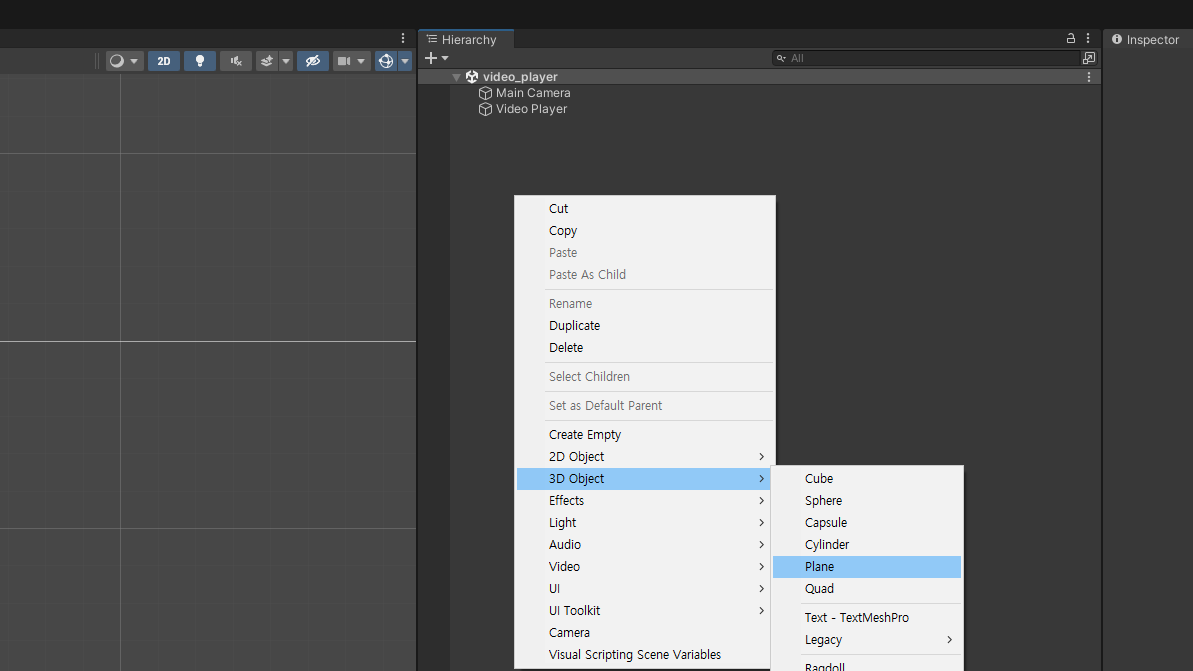 Hierarchy
Inspector
2D
All
video_player
Main Camera
Video Player
Cut
Copy
Paste
Paste As Child
Rename
Duplicate
Delete
Select Children
Set as Default Parent
Create Empty
2D Object
3D Object
Effects
Light
Audio
Video
UI
UI Toolkit
Camera
Visual Scripting Scene Variables
Cube
Sphere
Capsule
Cylinder
Plane
Quad
Text - TextMeshPro
Legacy
Ragdoll